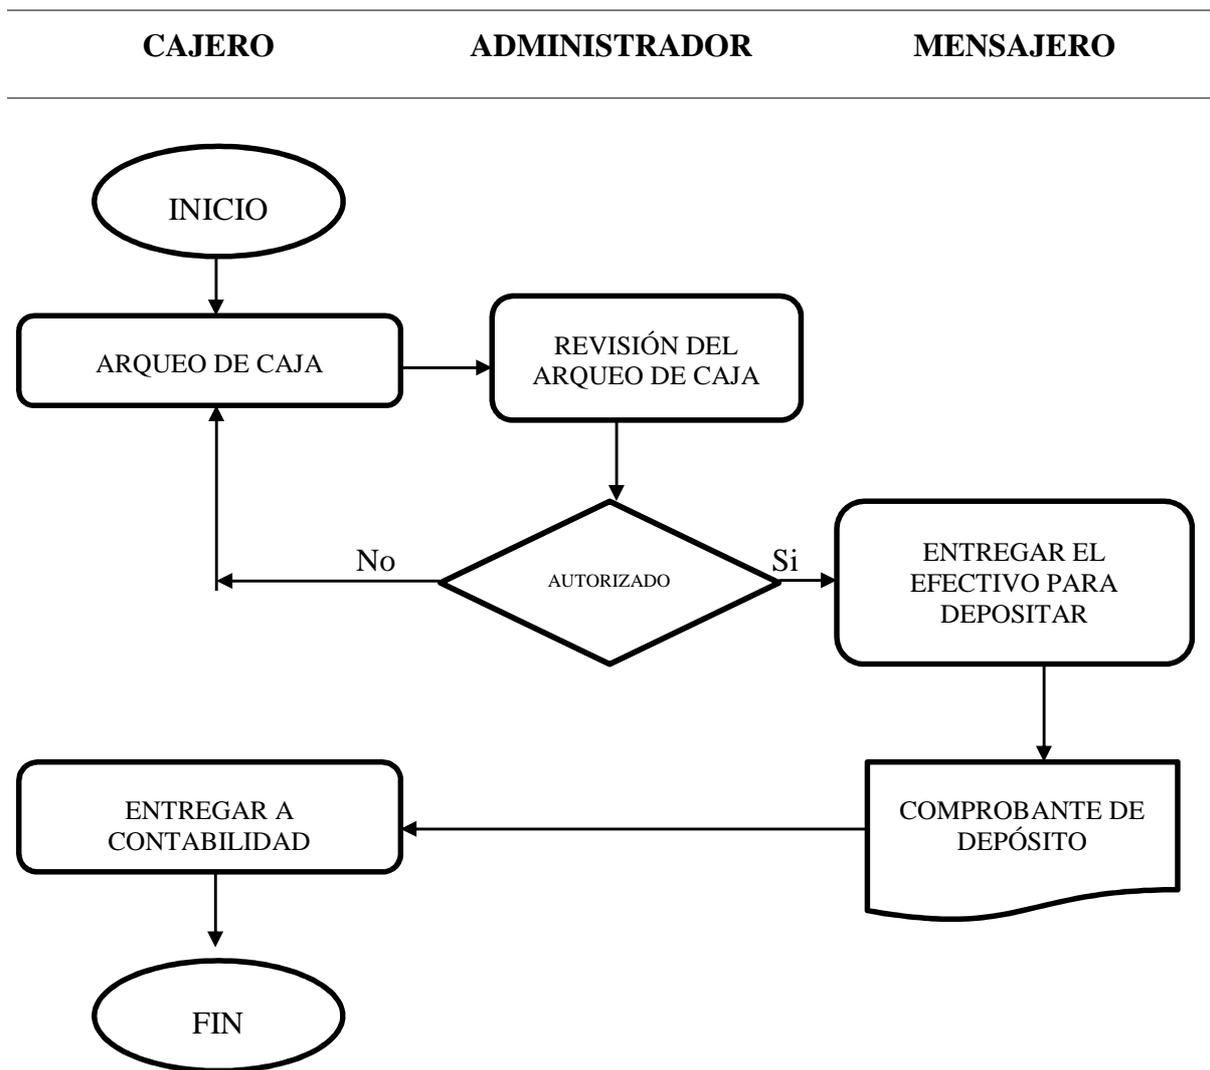 CAJERO
ADMINISTRADOR
MENSAJERO
INICIO
ARQUEO DE CAJA
REVISIÓN DEL
ARQUEO DE CAJA
No
AUTORIZADO
Si
ENTREGAR EL
EFECTIVO PARA
DEPOSITAR
COMPROBANTE DE
DEPÓSITO
ENTREGAR A
CONTABILIDAD
FIN